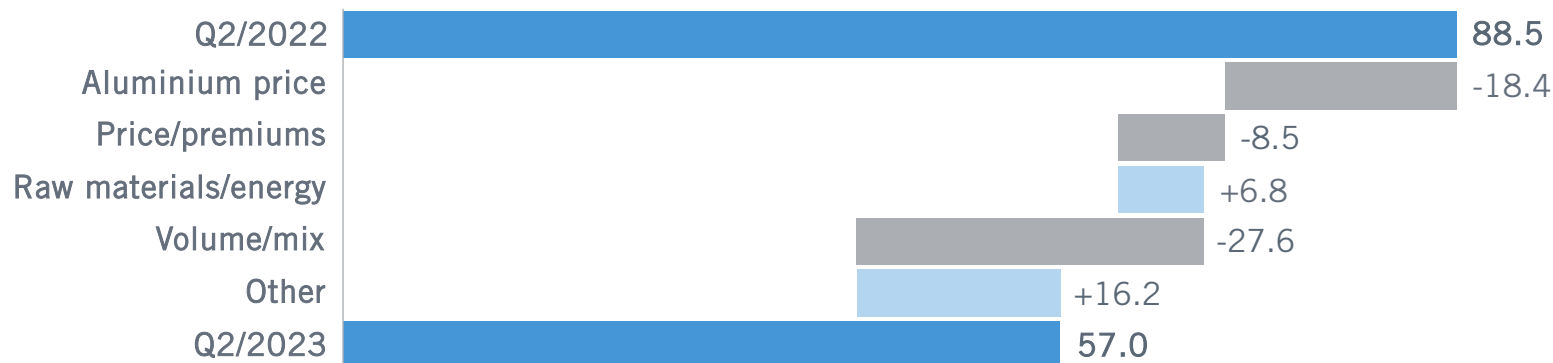 Q2/2022 88.5
Aluminium price -18.4
Price/premiums -8.5
Raw materials/energy +6.8
Volume/mix -27.6
Other +16.2
Q2/2023 57.0